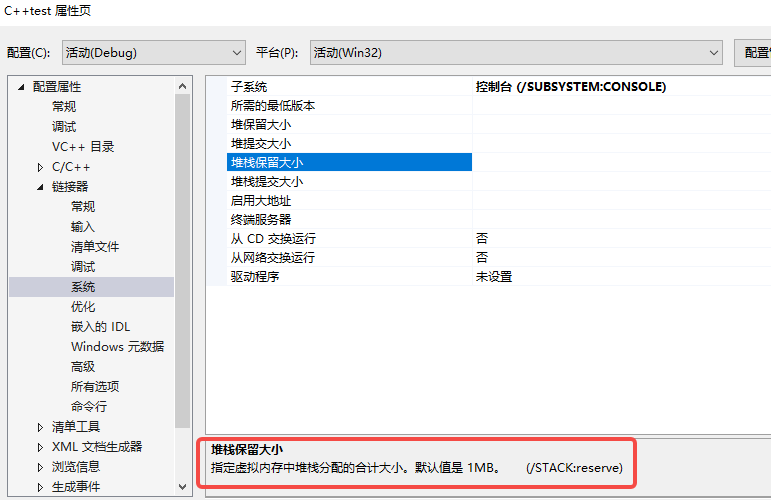 C++test 属性页
配置(C): 活动(Debug) 平台(P): 活动(Win32)
配置属性
常规
调试
VC++ 目录
C/C++
链接器
常规
输入
清单文件
调试
系统
优化
嵌入的 IDL
Windows 元数据
高级
所有选项
命令行
清单工具
XML 文档生成器
浏览信息
生成事件
子系统 控制台 (/SUBSYSTEM:CONSOLE)
所需的最低版本
堆保留大小
堆提交大小
堆栈保留大小
堆栈提交大小
启用大地址
终端服务器
从 CD 交换运行 否
从网络交换运行 否
驱动程序 未设置
堆栈保留大小
指定虚拟内存中堆栈分配的合计大小。默认值是 1MB。 (/STACK:reserve)